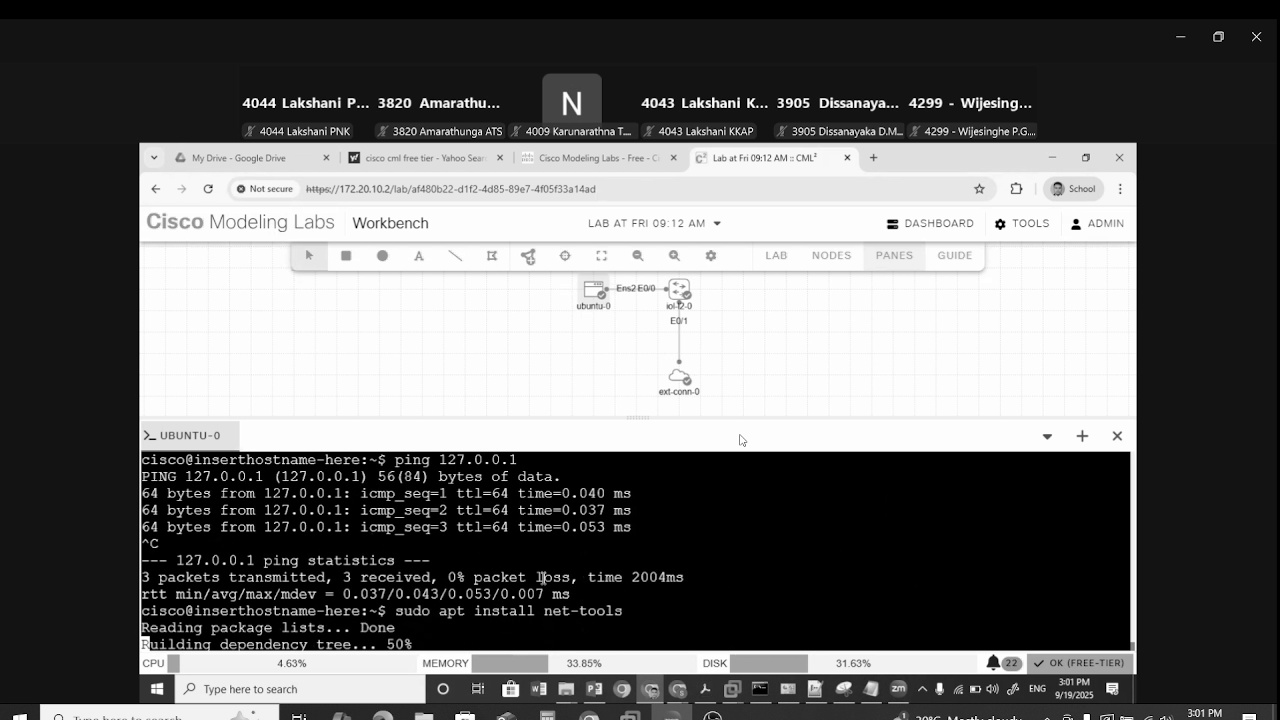 4044 Lakshani P... 3820 Amarathu... N 4043 Lakshani K... 3905 Dissanaya... 4299 - Wijesing...
4044 Lakshani PNK 3820 Amarathunga ATS 4009 Karunarathna T... 4043 Lakshani KKAP 3905 Dissanayaka D.M... 4299 - Wijesinghe P.G....
My Drive - Google Drive cisco cml free tier - Yahoo Sear Cisco Modeling Labs - Free - Ci Lab at Fri 09:12 AM :: CML²
Not secure https://172.20.10.2/lab/af480b22-d1f2-4d85-89e7-4f05f33a14ad School
Cisco Modeling Labs Workbench LAB AT FRI 09:12 AM DASHBOARD TOOLS ADMIN
A LAB NODES PANES GUIDE
Ens2 E0/0
ubuntu-0 iol-l2-0
E0/1
ext-conn-0
UBUNTU-0
cisco@inserthostname-here:~$ ping 127.0.0.1
PING 127.0.0.1 (127.0.0.1) 56(84) bytes of data.
64 bytes from 127.0.0.1: icmp_seq=1 ttl=64 time=0.040 ms
64 bytes from 127.0.0.1: icmp_seq=2 ttl=64 time=0.037 ms
64 bytes from 127.0.0.1: icmp_seq=3 ttl=64 time=0.053 ms
^C
--- 127.0.0.1 ping statistics ---
3 packets transmitted, 3 received, 0% packet loss, time 2004ms
rtt min/avg/max/mdev = 0.037/0.043/0.053/0.007 ms
cisco@inserthostname-here:~$ sudo apt install net-tools
Reading package lists... Done
Building dependency tree... 50%
CPU 4.63% MEMORY 33.85% DISK 31.63% 22 OK (FREE-TIER)
Type here to search ENG 3:01 PM
9/19/2025
Type here to search Mostly cloudy 3:01 PM